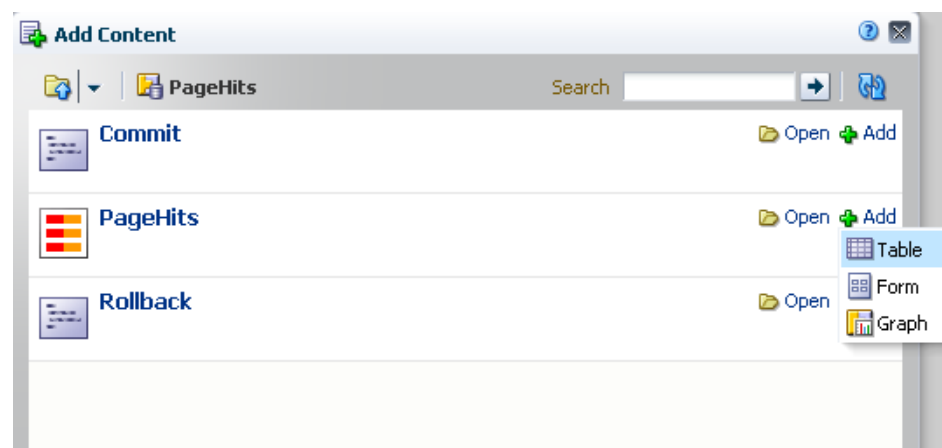 Add Content
PageHits Search
Commit Open Add
PageHits Open Add
Table
Form
Rollback Open
Graph